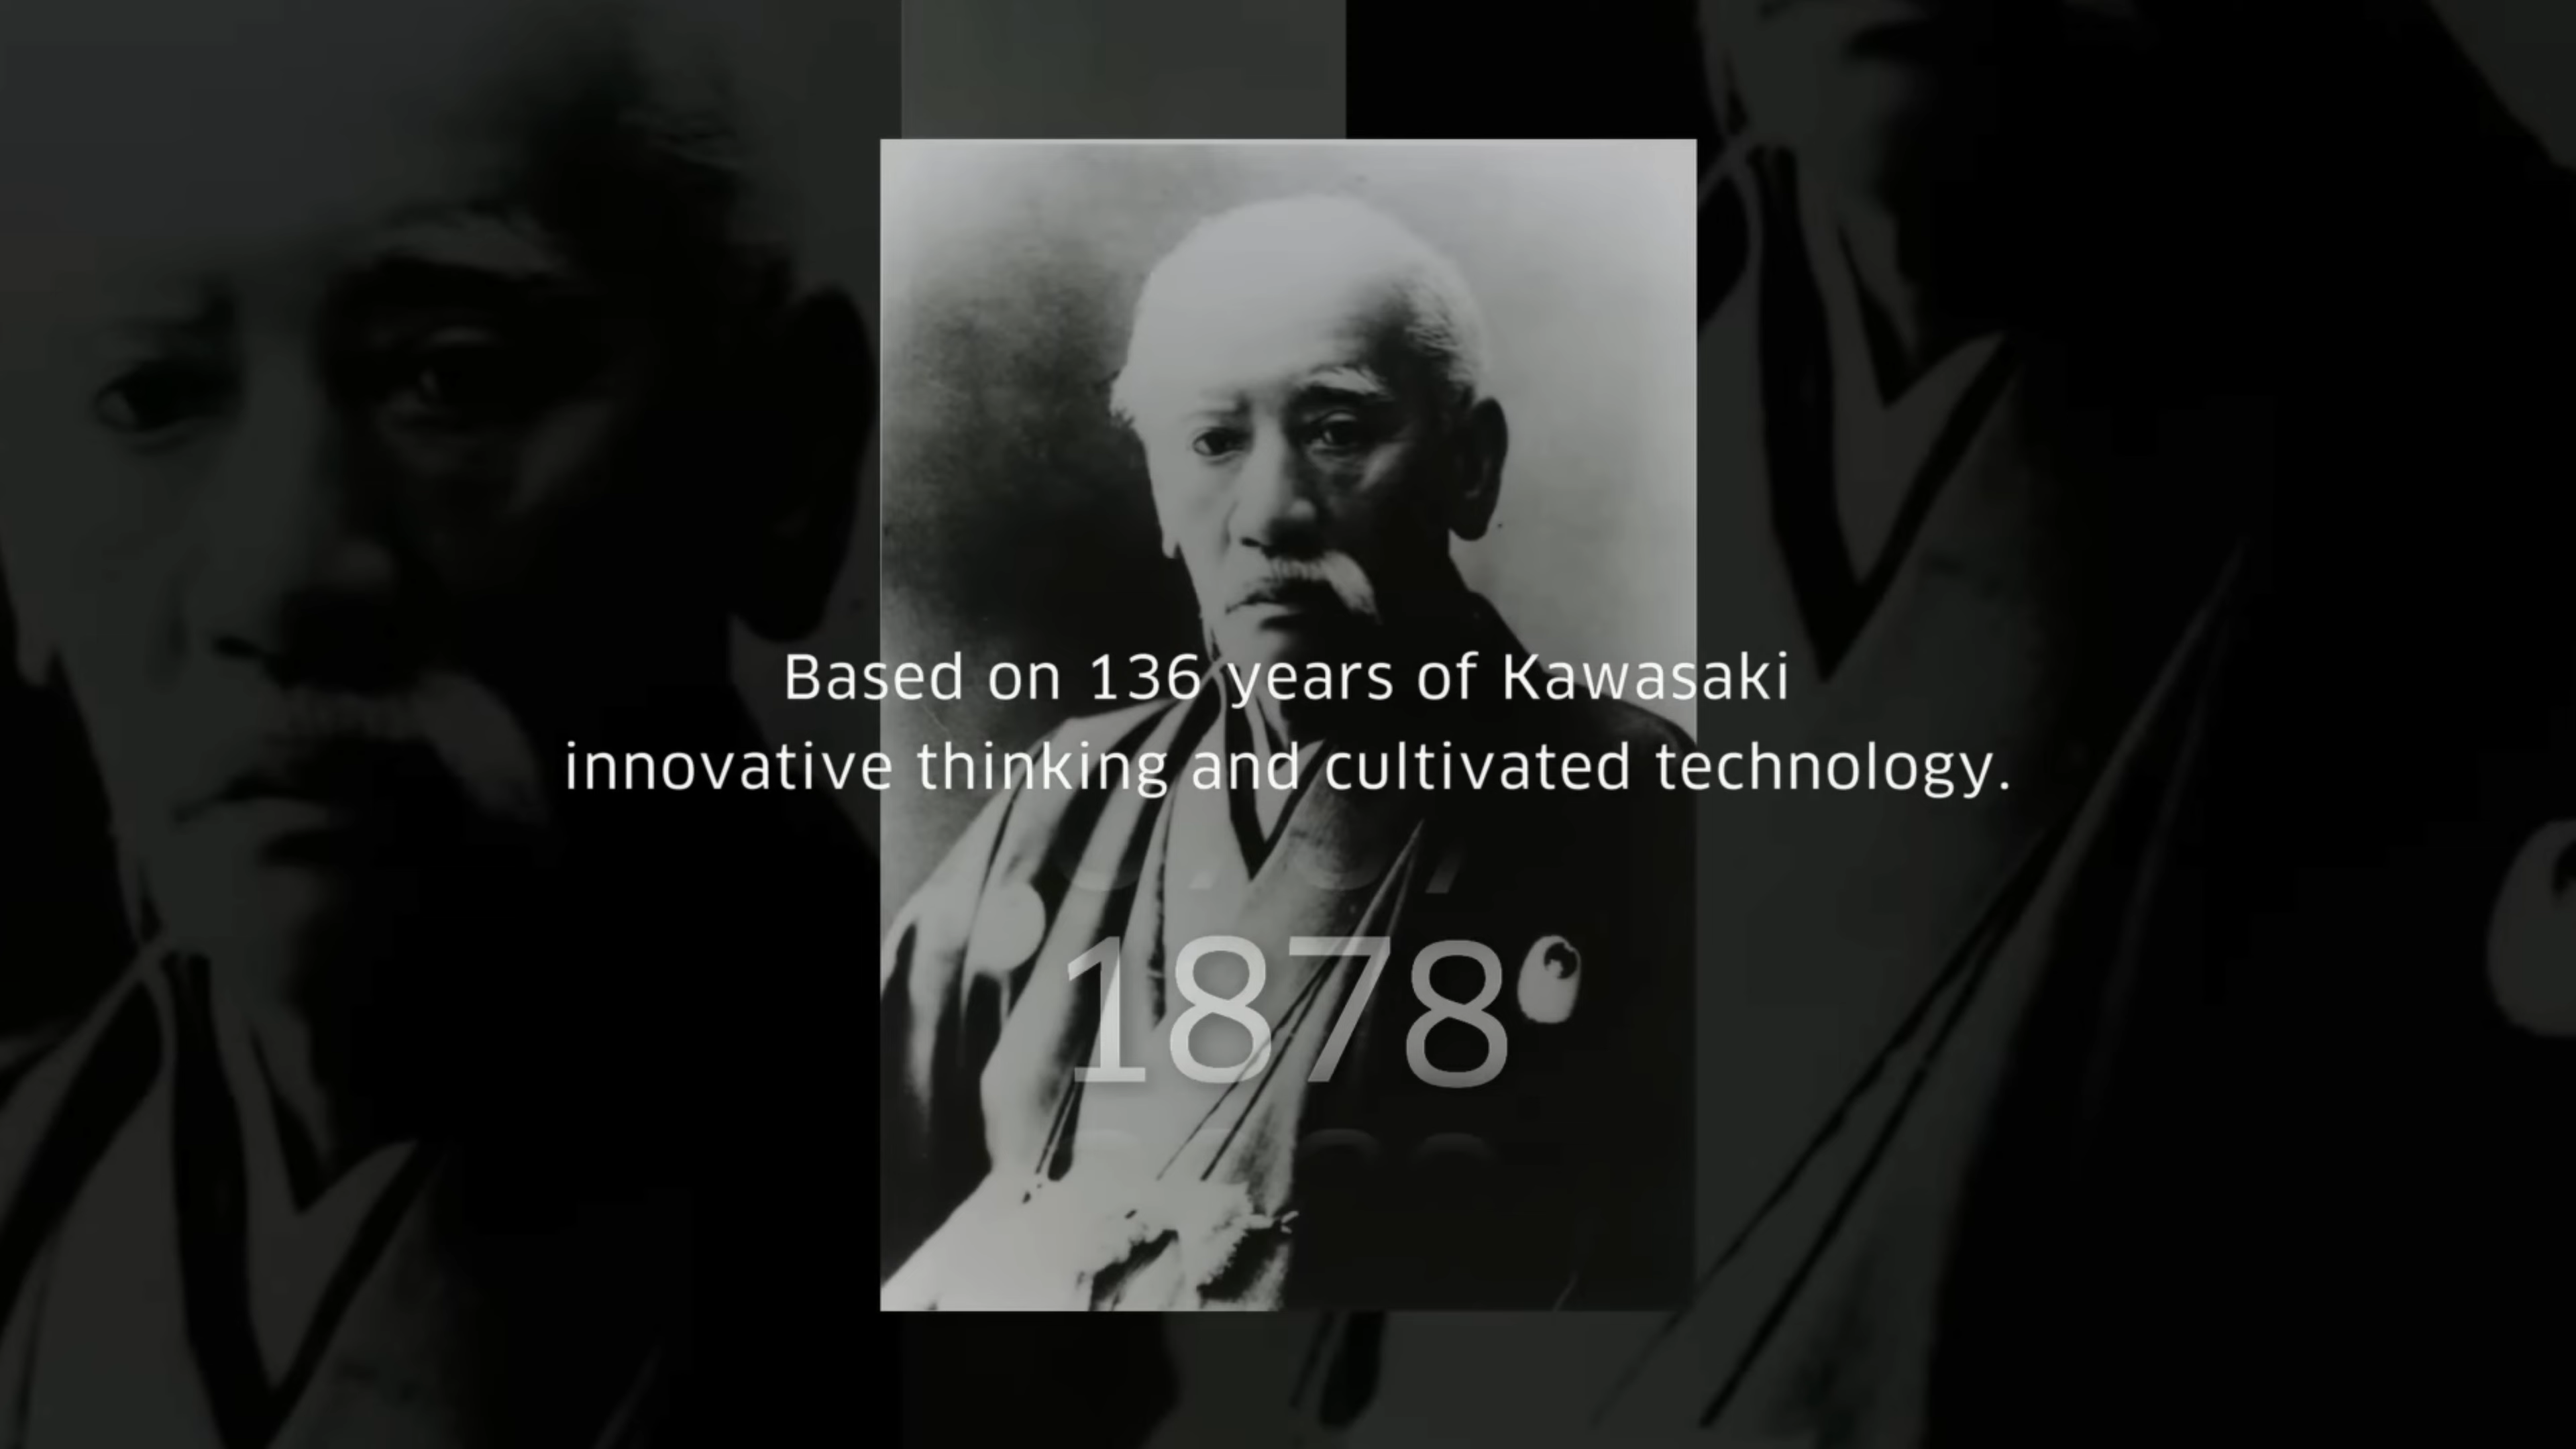 Based on 136 years of Kawasaki
innovative thinking and cultivated technology.
1878